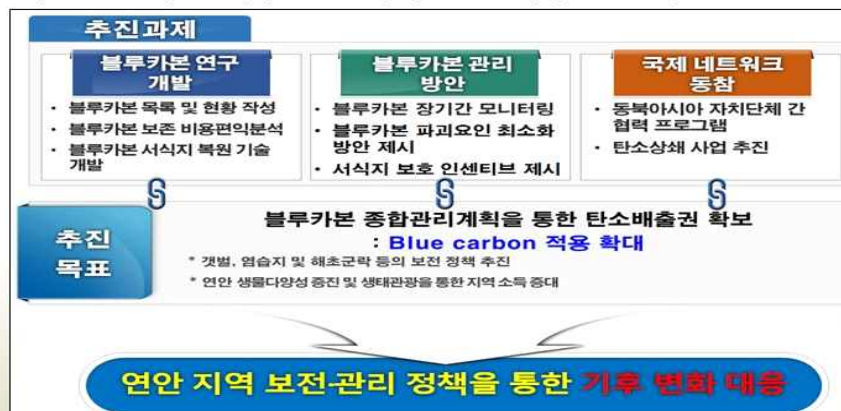 추진과제
블루카본 연구
개발
• 블루카본 목록 및 현황 작성
• 블루카본 보존 비용편익분석
• 블루카본 서식지 복원 기술
개발
블루카본 관리
방안
• 블루카본 장기간 모니터링
• 블루카본 파괴요인 최소화
방안 제시
• 서식지 보호 인센티브 제시
국제 네트워크
동참
• 동북아시아 자치단체 간
협력 프로그램
• 탄소상쇄 사업 추진
추진
목표
블루카본 종합관리계획을 통한 탄소배출권 확보
: Blue carbon 적용 확대
* 갯벌, 염습지 및 해초군락 등의 보전 정책 추진
* 연안 생물다양성 증진 및 생태관광을 통한 지역 소득 증대
연안 지역 보전·관리 정책을 통한 기후 변화 대응